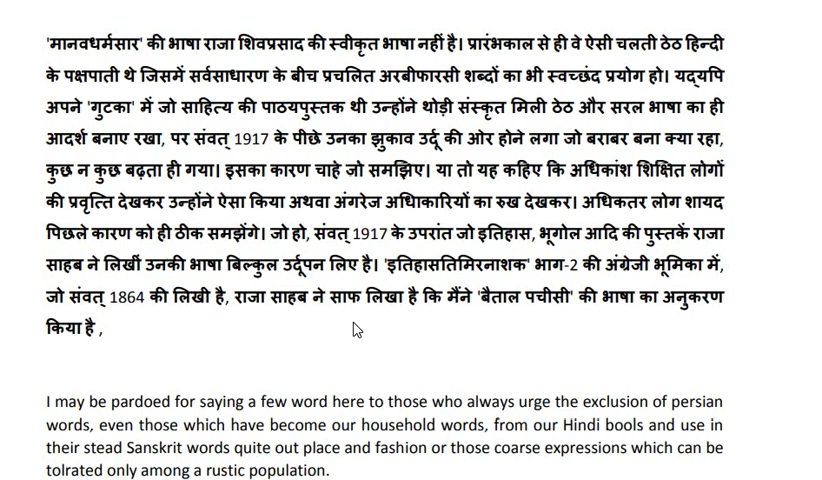 'मानवधर्मसार' की भाषा राजा शिवप्रसाद की स्वीकृत भाषा नहीं है। प्रारंभकाल से ही वे ऐसी चलती ठेठ हिन्दी
के पक्षपाती थे जिसमें सर्वसाधारण के बीच प्रचलित अरबीफारसी शब्दों का भी स्वच्छंद प्रयोग हो। यद्यपि
अपने 'गुटका' में जो साहित्य की पाठयपुस्तक थी उन्होंने थोड़ी संस्कृत मिली ठेठ और सरल भाषा का ही
आदर्श बनाए रखा, पर संवत् 1917 के पीछे उनका झुकाव उर्दू की ओर होने लगा जो बराबर बना क्या रहा,
कुछ न कुछ बढ़ता ही गया। इसका कारण चाहे जो समझिए। या तो यह कहिए कि अधिकांश शिक्षित लोगों
की प्रवृत्ति देखकर उन्होंने ऐसा किया अथवा अंगरेज अधिाकारियों का रुख देखकर। अधिकतर लोग शायद
पिछले कारण को ही ठीक समझेंगे। जो हो, संवत् 1917 के उपरांत जो इतिहास, भूगोल आदि की पुस्तकें राजा
साहब ने लिखीं उनकी भाषा बिल्कुल उर्दूपन लिए है। 'इतिहासतिमिरनाशक' भाग-2 की अंग्रेजी भूमिका में,
जो संवत् 1864 की लिखी है, राजा साहब ने साफ लिखा है कि मैंने 'बैताल पचीसी' की भाषा का अनुकरण
किया है ,
I may be pardoed for saying a few word here to those who always urge the exclusion of persian
words, even those which have become our household words, from our Hindi bools and use in
their stead Sanskrit words quite out place and fashion or those coarse expressions which can be
tolrated only among a rustic population.